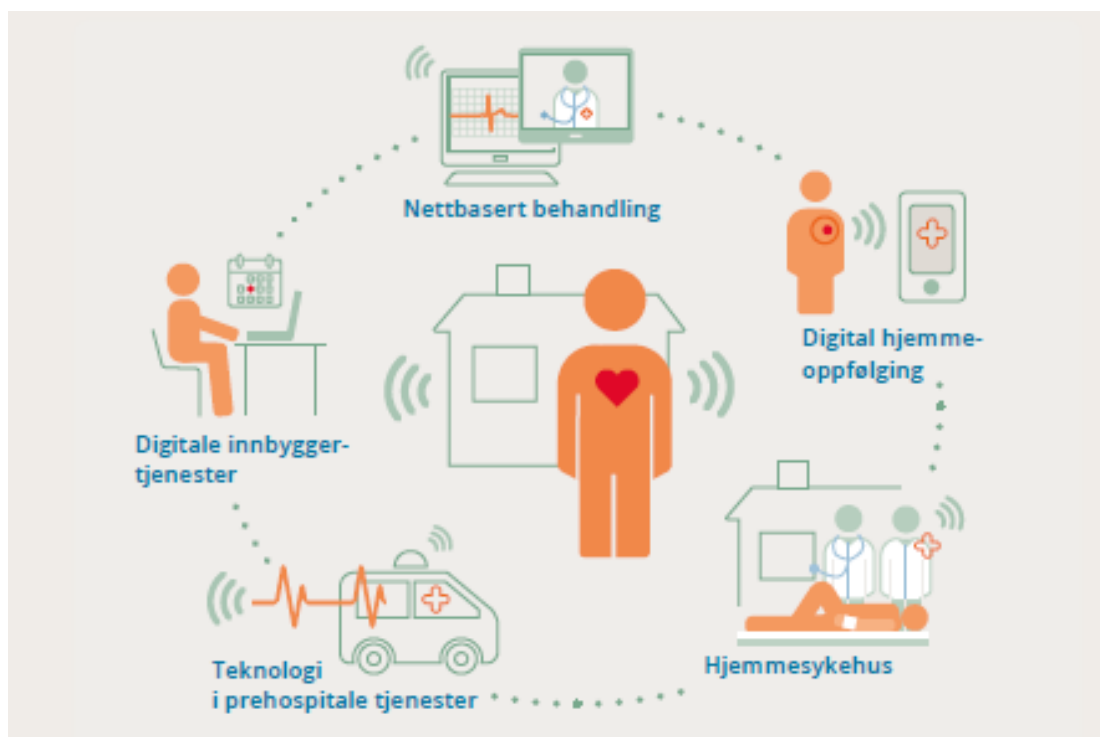 Nettbasert behandling
Digital hjemme-
oppfølging
Digitale innbygger-
tjenester
Hjemmesykehus
Teknologi
i prehospitale tjenester